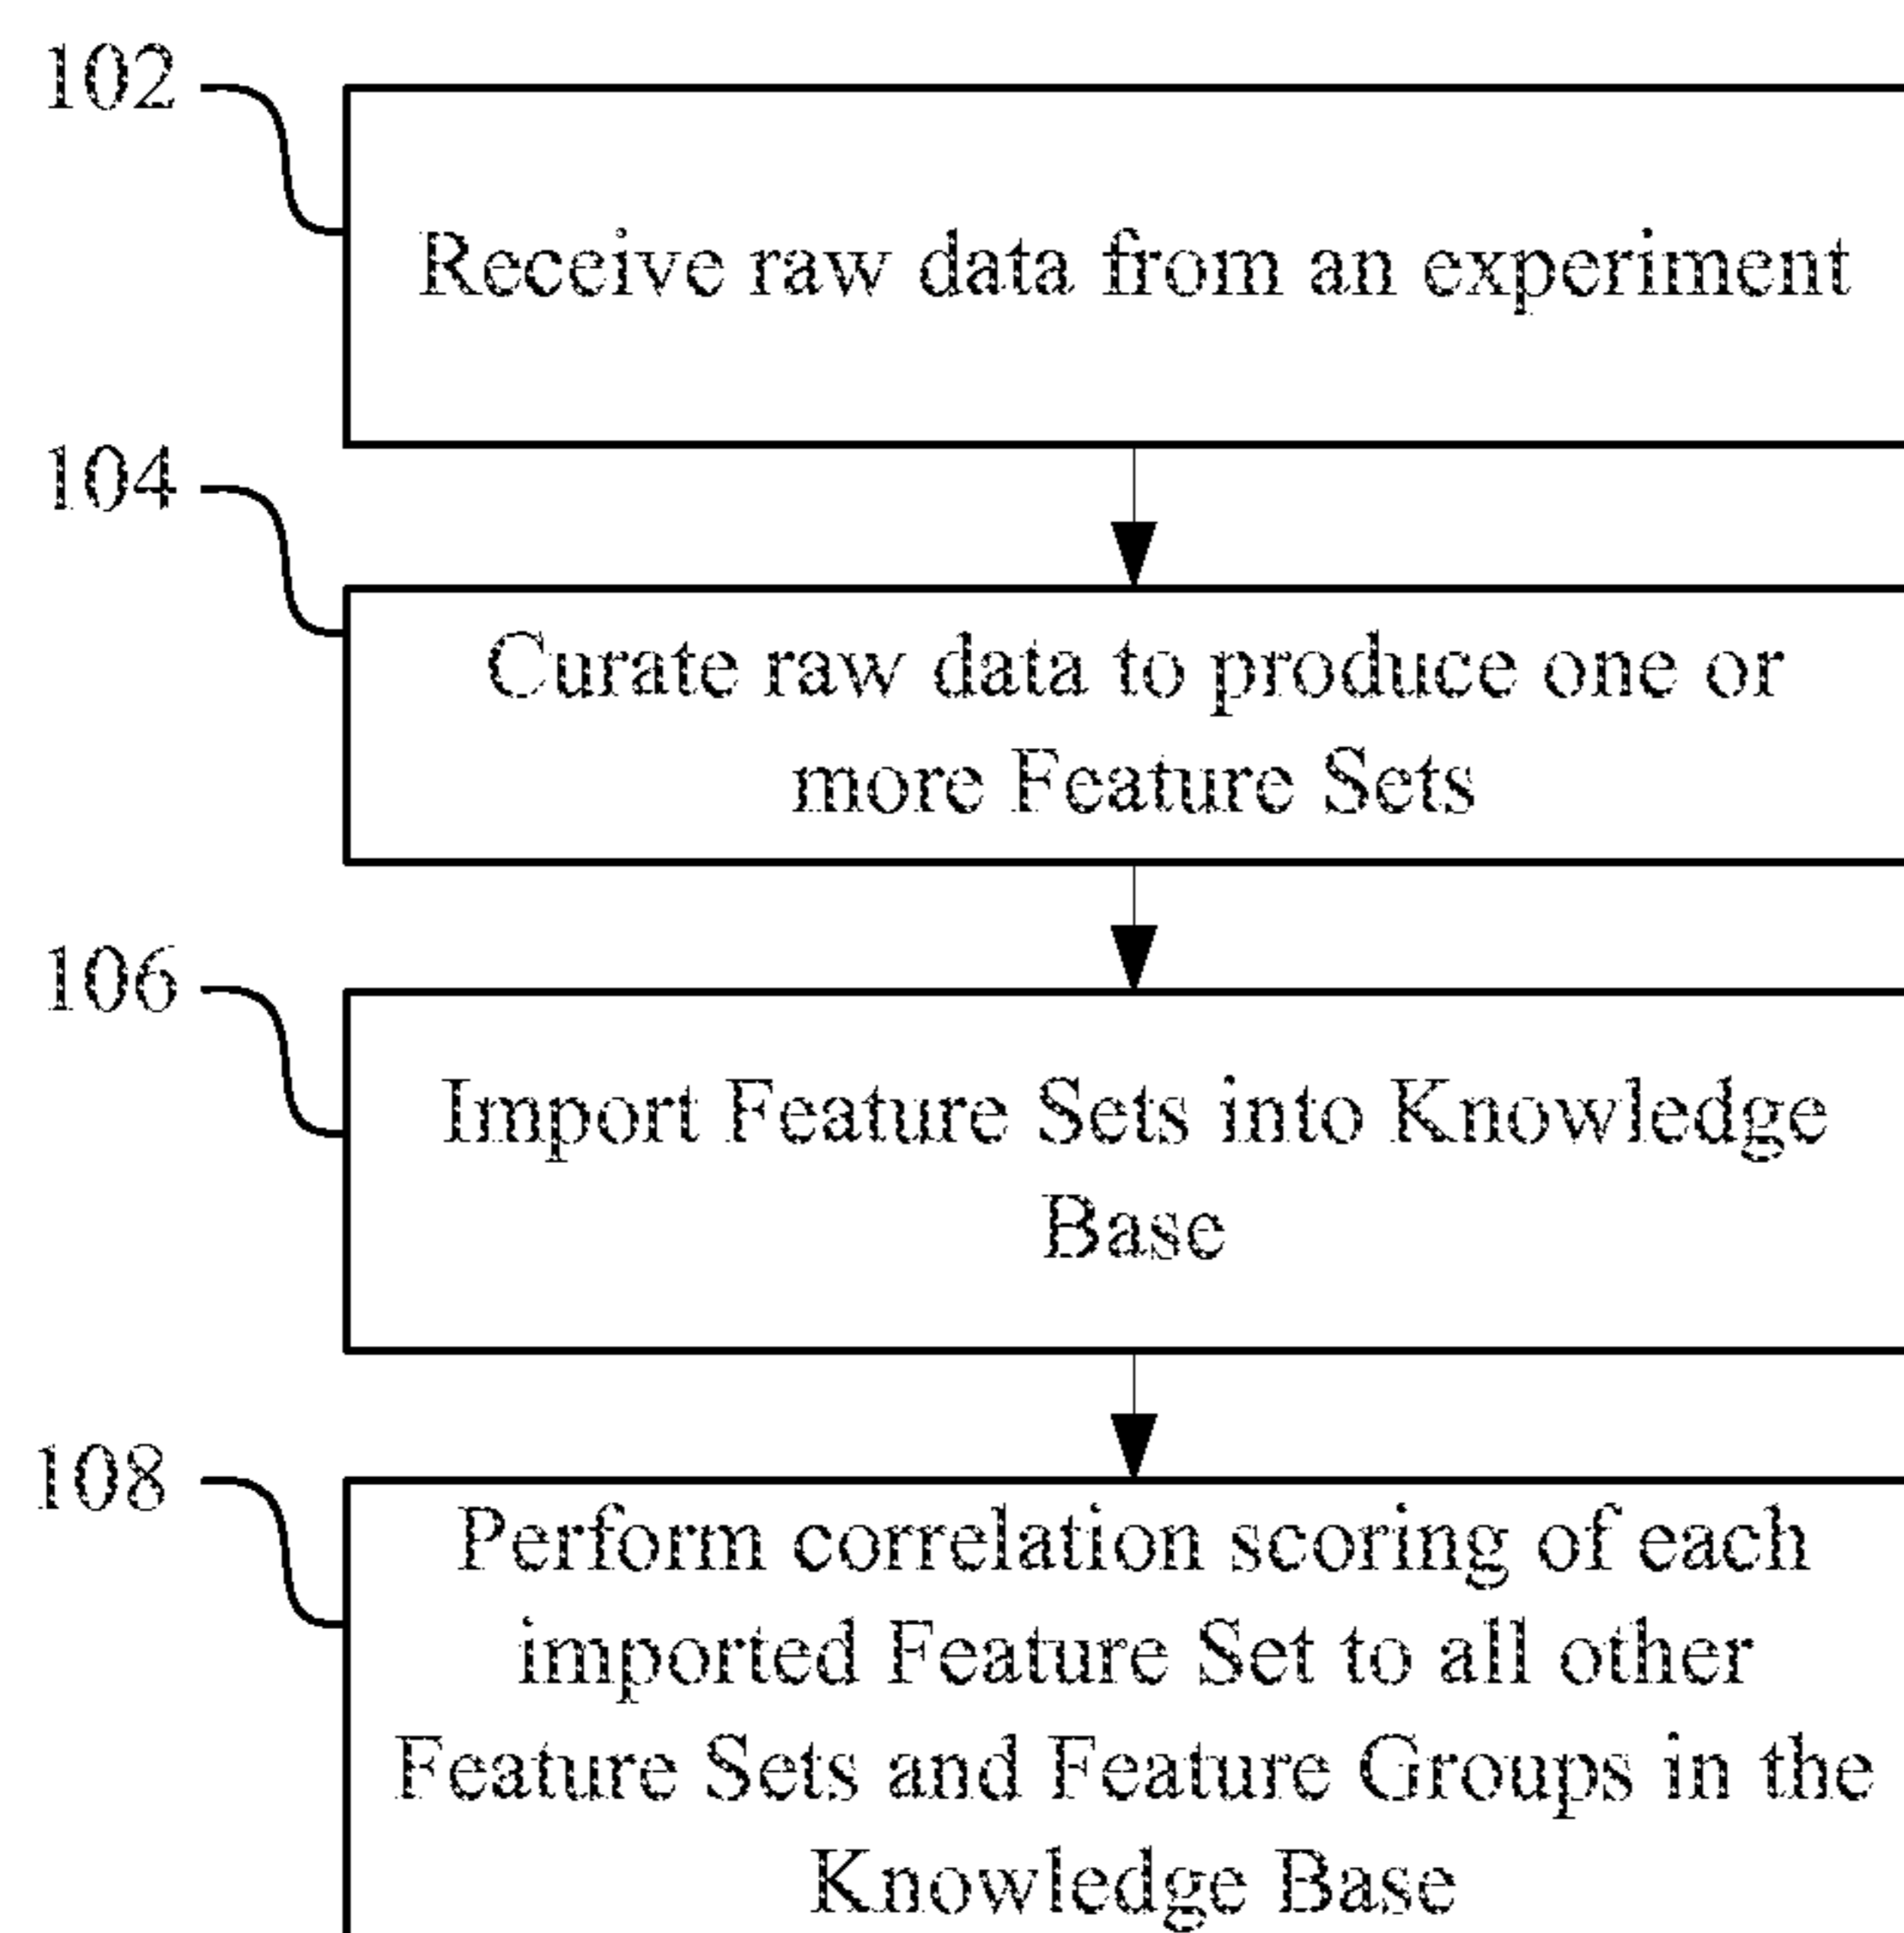 102
Receive raw data from an experiment
104
Curate raw data to produce one or
more Feature Sets
106
Import Feature Sets into Knowledge
Base
108
Perform correlation scoring of each
imported Feature Set to all other
Feature Sets and Feature Groups in the
Knowledge Base